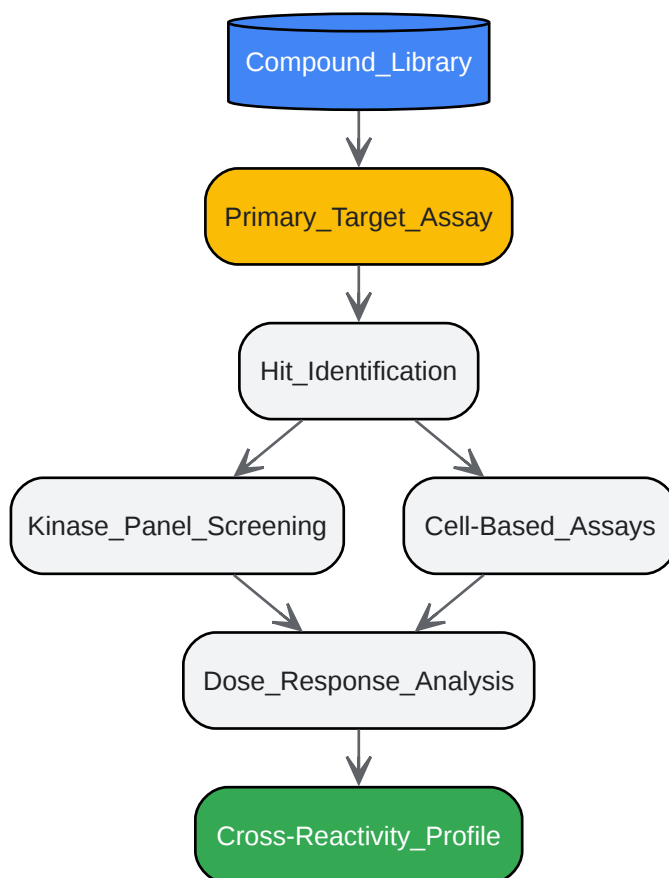 Compound_Library
Primary_Target_Assay
Hit_Identification
Kinase_Panel_Screening
Cell-Based_Assays
Dose_Response_Analysis
Cross-Reactivity_Profile